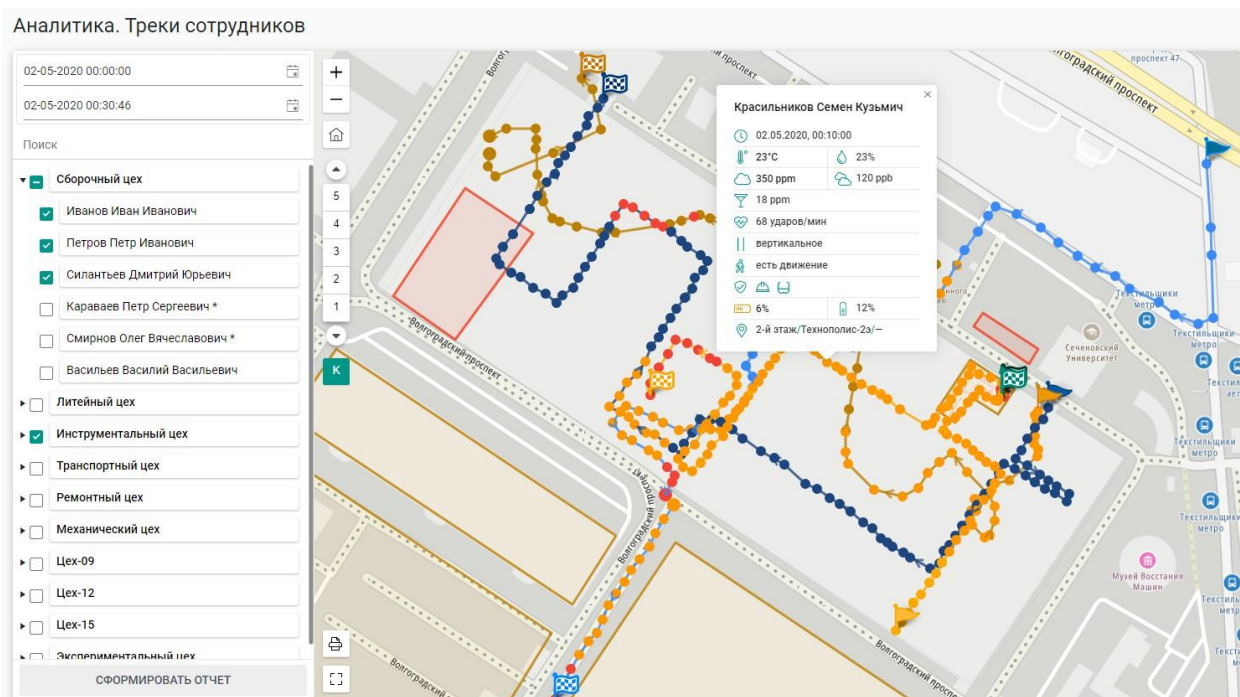 Аналитика. Треки сотрудников
02-05-2020 00:00:00
02-05-2020 00:30:46
Поиск
Сборочный цех
Иванов Иван Иванович
Петров Петр Иванович
Силантьев Дмитрий Юрьевич
Караваев Петр Сергеевич *
Смирнов Олег Вячеславович *
Васильев Василий Васильевич
Литейный цех
Инструментальный цех
Транспортный цех
Ремонтный цех
Механический цех
Цех-09
Цех-12
Цех-15
Экспериментальный цех
СФОРМИРОВАТЬ ОТЧЕТ
+
−
5
4
3
2
1
К
Красильников Семен Кузьмич
×
02.05.2020, 00:10:00
23°C
23%
350 ppm
120 ppb
18 ppm
68 ударов/мин
вертикальное
есть движение
6%
12%
2-й этаж/Технополис-2э/—
проспект 47
Волгоградский проспект
Волгоградский проспект
Волгоградский проспект
Волгоградский проспект
Текстильщики
метро
Текстильщики
метро
Сеченовский
Университет
Текстильщики
метро
Текстильщики
метро
Музей Восстания
Машин